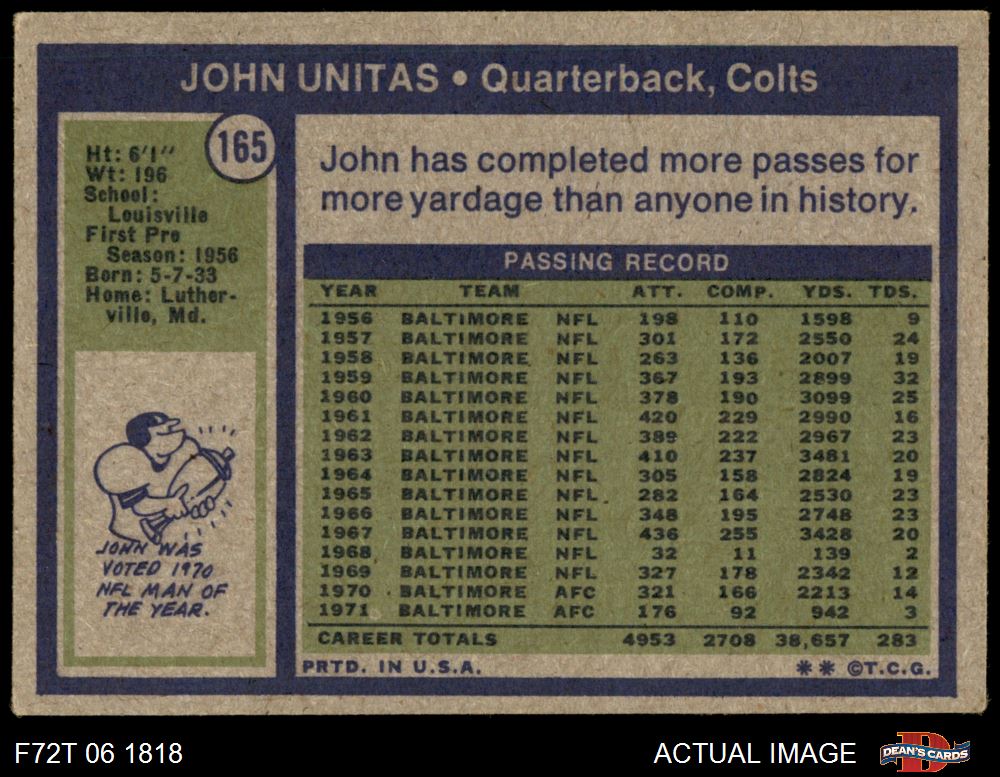 JOHN UNITAS • Quarterback, Colts
165
Ht: 6'1"
Wt: 196
School:
Louisville
First Pro
Season: 1956
Born: 5-7-33
Home: Luther-
ville, Md.
JOHN WAS
VOTED 1970
NFL MAN OF
THE YEAR.
John has completed more passes for
more yardage than anyone in history.
PASSING RECORD
YEAR TEAM ATT. COMP. YDS. TDS.
1956 BALTIMORE NFL 198 110 1598 9
1957 BALTIMORE NFL 301 172 2550 24
1958 BALTIMORE NFL 263 136 2007 19
1959 BALTIMORE NFL 367 193 2899 32
1960 BALTIMORE NFL 378 190 3099 25
1961 BALTIMORE NFL 420 229 2990 16
1962 BALTIMORE NFL 389 222 2967 23
1963 BALTIMORE NFL 410 237 3481 20
1964 BALTIMORE NFL 305 158 2824 19
1965 BALTIMORE NFL 282 164 2530 23
1966 BALTIMORE NFL 348 195 2748 23
1967 BALTIMORE NFL 436 255 3428 20
1968 BALTIMORE NFL 32 11 139 2
1969 BALTIMORE NFL 327 178 2342 12
1970 BALTIMORE AFC 321 166 2213 14
1971 BALTIMORE AFC 176 92 942 3
CAREER TOTALS 4953 2708 38,657 283
PRTD. IN U.S.A. ** ©T.C.G.
F72T 06 1818 ACTUAL IMAGE DEAN'S CARDS